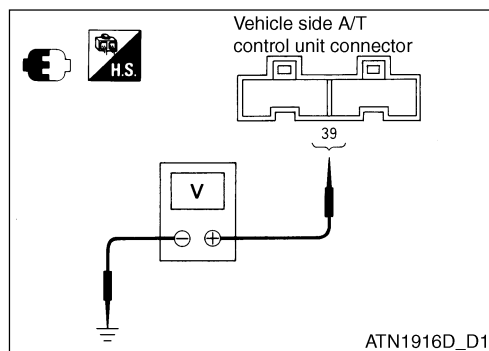 Vehicle side A/T
control unit connector
H.S.
39
V
− +
ATN1916D_D1